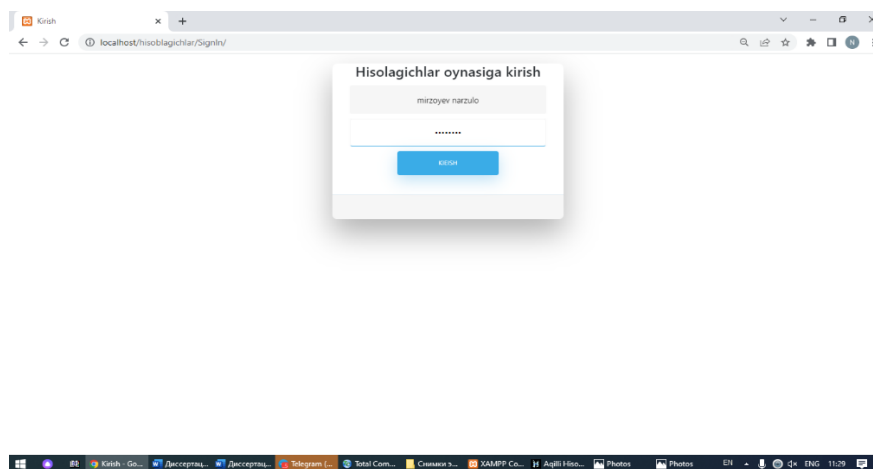 Kirish
localhost/hisoblagichlar/SignIn/
N
Hisolagichlar oynasiga kirish
mirzoyev narzulo
••••••••
KIRISH
Kirish - Go... Диссертац... Диссертац... Telegram (... Total Com... Снимки э... XAMPP Co... Aqilli Hiso... Photos Photos EN ENG 11:29